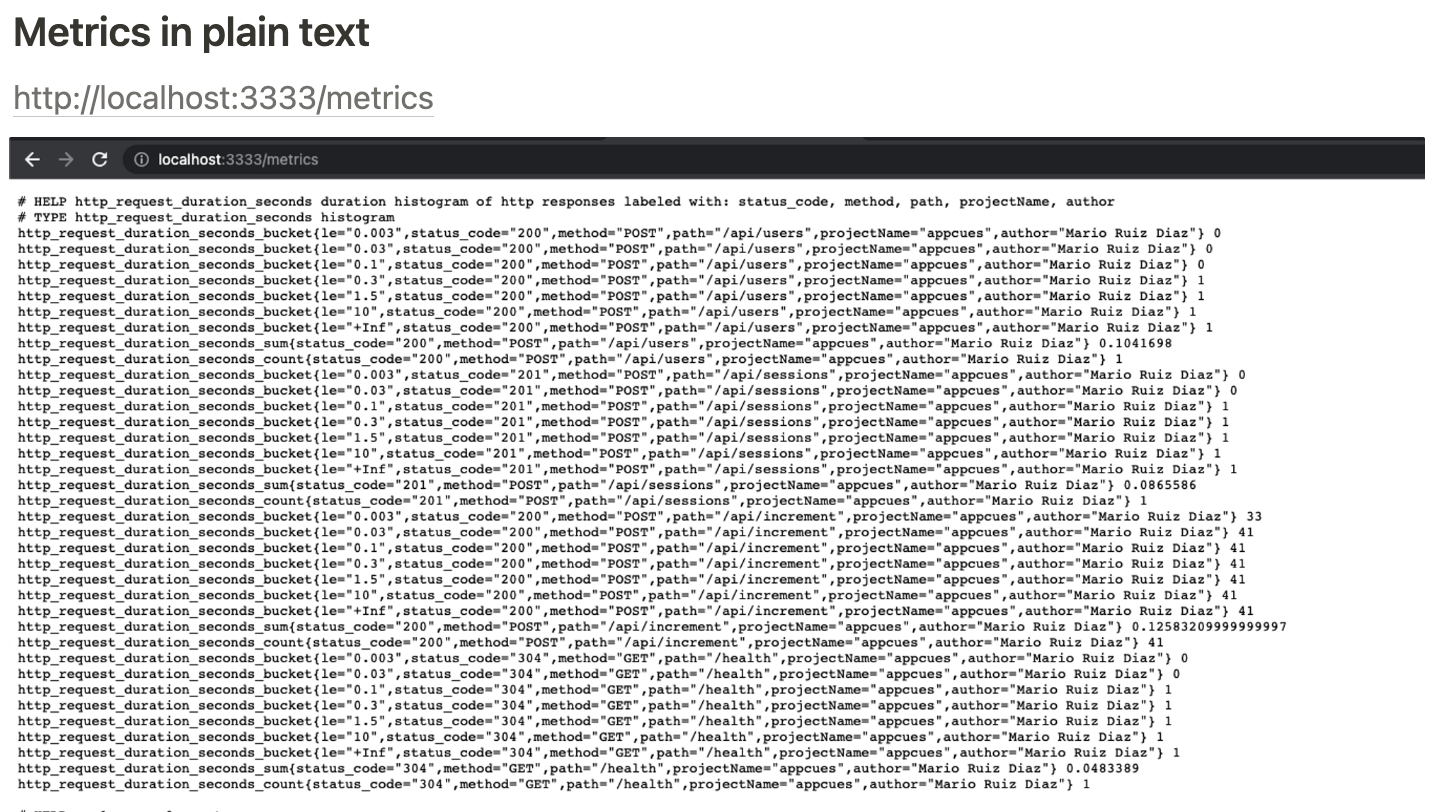 Metrics in plain text
http://localhost:3333/metrics
localhost:3333/metrics
# HELP http_request_duration_seconds duration histogram of http responses labeled with: status_code, method, path, projectName, author
# TYPE http_request_duration_seconds histogram
http_request_duration_seconds_bucket{le="0.003",status_code="200",method="POST",path="/api/users",projectName="appcues",author="Mario Ruiz Diaz"} 0
http_request_duration_seconds_bucket{le="0.03",status_code="200",method="POST",path="/api/users",projectName="appcues",author="Mario Ruiz Diaz"} 0
http_request_duration_seconds_bucket{le="0.1",status_code="200",method="POST",path="/api/users",projectName="appcues",author="Mario Ruiz Diaz"} 0
http_request_duration_seconds_bucket{le="0.3",status_code="200",method="POST",path="/api/users",projectName="appcues",author="Mario Ruiz Diaz"} 1
http_request_duration_seconds_bucket{le="1.5",status_code="200",method="POST",path="/api/users",projectName="appcues",author="Mario Ruiz Diaz"} 1
http_request_duration_seconds_bucket{le="10",status_code="200",method="POST",path="/api/users",projectName="appcues",author="Mario Ruiz Diaz"} 1
http_request_duration_seconds_bucket{le="+Inf",status_code="200",method="POST",path="/api/users",projectName="appcues",author="Mario Ruiz Diaz"} 1
http_request_duration_seconds_sum{status_code="200",method="POST",path="/api/users",projectName="appcues",author="Mario Ruiz Diaz"} 0.1041698
http_request_duration_seconds_count{status_code="200",method="POST",path="/api/users",projectName="appcues",author="Mario Ruiz Diaz"} 1
http_request_duration_seconds_bucket{le="0.003",status_code="201",method="POST",path="/api/sessions",projectName="appcues",author="Mario Ruiz Diaz"} 0
http_request_duration_seconds_bucket{le="0.03",status_code="201",method="POST",path="/api/sessions",projectName="appcues",author="Mario Ruiz Diaz"} 0
http_request_duration_seconds_bucket{le="0.1",status_code="201",method="POST",path="/api/sessions",projectName="appcues",author="Mario Ruiz Diaz"} 1
http_request_duration_seconds_bucket{le="0.3",status_code="201",method="POST",path="/api/sessions",projectName="appcues",author="Mario Ruiz Diaz"} 1
http_request_duration_seconds_bucket{le="1.5",status_code="201",method="POST",path="/api/sessions",projectName="appcues",author="Mario Ruiz Diaz"} 1
http_request_duration_seconds_bucket{le="10",status_code="201",method="POST",path="/api/sessions",projectName="appcues",author="Mario Ruiz Diaz"} 1
http_request_duration_seconds_bucket{le="+Inf",status_code="201",method="POST",path="/api/sessions",projectName="appcues",author="Mario Ruiz Diaz"} 1
http_request_duration_seconds_sum{status_code="201",method="POST",path="/api/sessions",projectName="appcues",author="Mario Ruiz Diaz"} 0.0865586
http_request_duration_seconds_count{status_code="201",method="POST",path="/api/sessions",projectName="appcues",author="Mario Ruiz Diaz"} 1
http_request_duration_seconds_bucket{le="0.003",status_code="200",method="POST",path="/api/increment",projectName="appcues",author="Mario Ruiz Diaz"} 33
http_request_duration_seconds_bucket{le="0.03",status_code="200",method="POST",path="/api/increment",projectName="appcues",author="Mario Ruiz Diaz"} 41
http_request_duration_seconds_bucket{le="0.1",status_code="200",method="POST",path="/api/increment",projectName="appcues",author="Mario Ruiz Diaz"} 41
http_request_duration_seconds_bucket{le="0.3",status_code="200",method="POST",path="/api/increment",projectName="appcues",author="Mario Ruiz Diaz"} 41
http_request_duration_seconds_bucket{le="1.5",status_code="200",method="POST",path="/api/increment",projectName="appcues",author="Mario Ruiz Diaz"} 41
http_request_duration_seconds_bucket{le="10",status_code="200",method="POST",path="/api/increment",projectName="appcues",author="Mario Ruiz Diaz"} 41
http_request_duration_seconds_bucket{le="+Inf",status_code="200",method="POST",path="/api/increment",projectName="appcues",author="Mario Ruiz Diaz"} 41
http_request_duration_seconds_sum{status_code="200",method="POST",path="/api/increment",projectName="appcues",author="Mario Ruiz Diaz"} 0.12583209999999997
http_request_duration_seconds_count{status_code="200",method="POST",path="/api/increment",projectName="appcues",author="Mario Ruiz Diaz"} 41
http_request_duration_seconds_bucket{le="0.003",status_code="304",method="GET",path="/health",projectName="appcues",author="Mario Ruiz Diaz"} 0
http_request_duration_seconds_bucket{le="0.03",status_code="304",method="GET",path="/health",projectName="appcues",author="Mario Ruiz Diaz"} 0
http_request_duration_seconds_bucket{le="0.1",status_code="304",method="GET",path="/health",projectName="appcues",author="Mario Ruiz Diaz"} 1
http_request_duration_seconds_bucket{le="0.3",status_code="304",method="GET",path="/health",projectName="appcues",author="Mario Ruiz Diaz"} 1
http_request_duration_seconds_bucket{le="1.5",status_code="304",method="GET",path="/health",projectName="appcues",author="Mario Ruiz Diaz"} 1
http_request_duration_seconds_bucket{le="10",status_code="304",method="GET",path="/health",projectName="appcues",author="Mario Ruiz Diaz"} 1
http_request_duration_seconds_bucket{le="+Inf",status_code="304",method="GET",path="/health",projectName="appcues",author="Mario Ruiz Diaz"} 1
http_request_duration_seconds_sum{status_code="304",method="GET",path="/health",projectName="appcues",author="Mario Ruiz Diaz"} 0.0483389
http_request_duration_seconds_count{status_code="304",method="GET",path="/health",projectName="appcues",author="Mario Ruiz Diaz"} 1